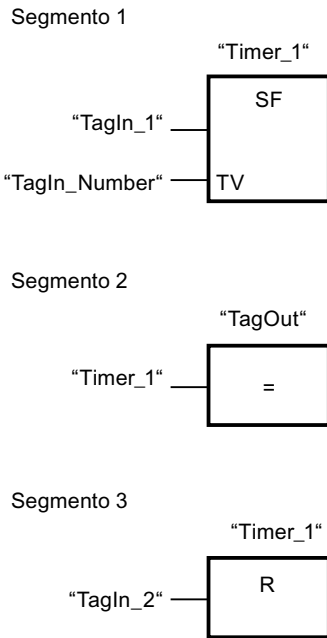 Segmento 1
“Timer_1“
SF
“TagIn_1“
“TagIn_Number“
TV
Segmento 2
“TagOut“
“Timer_1“
=
Segmento 3
“Timer_1“
R
“TagIn_2“